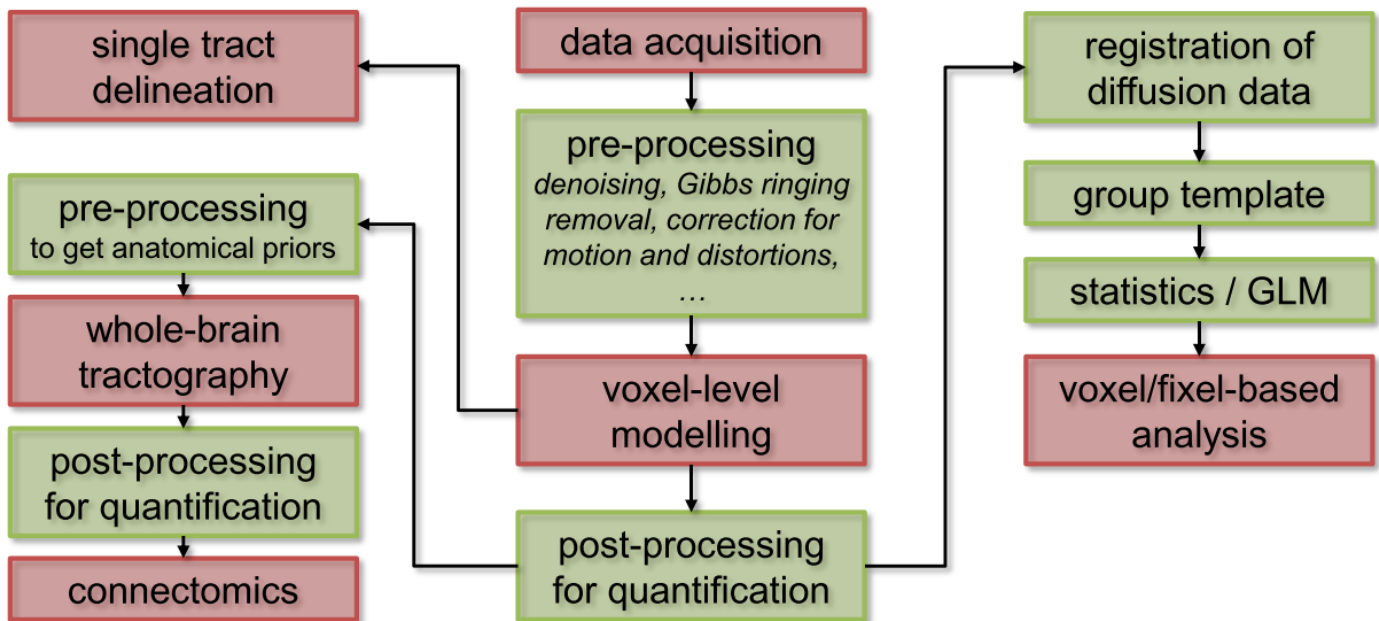 single tract
delineation
pre-processing
to get anatomical priors
whole-brain
tractography
post-processing
for quantification
connectomics
data acquisition
pre-processing
denoising, Gibbs ringing
removal, correction for
motion and distortions,
…
voxel-level
modelling
post-processing
for quantification
registration of
diffusion data
group template
statistics / GLM
voxel/fixel-based
analysis